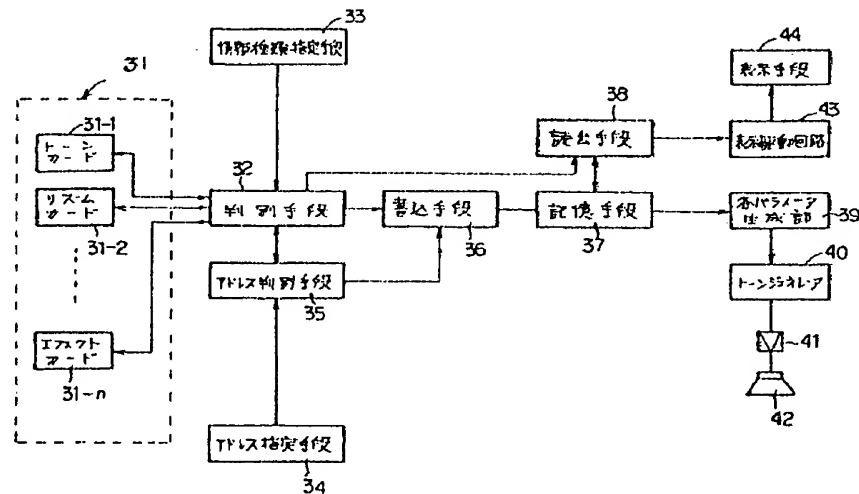 33
情報種類指定手段
44
表示手段
31
38
43
読出手段
表示駆動回路
31-1
トーン
カード
32
判別手段
書込手段
36
記憶手段
37
各パラメータ
生成部
39
リズム
カード
31-2
アドレス判別手段
35
40
トーンジェネレータ
41
42
エフェクト
カード
31-n
アドレス指定手段
34